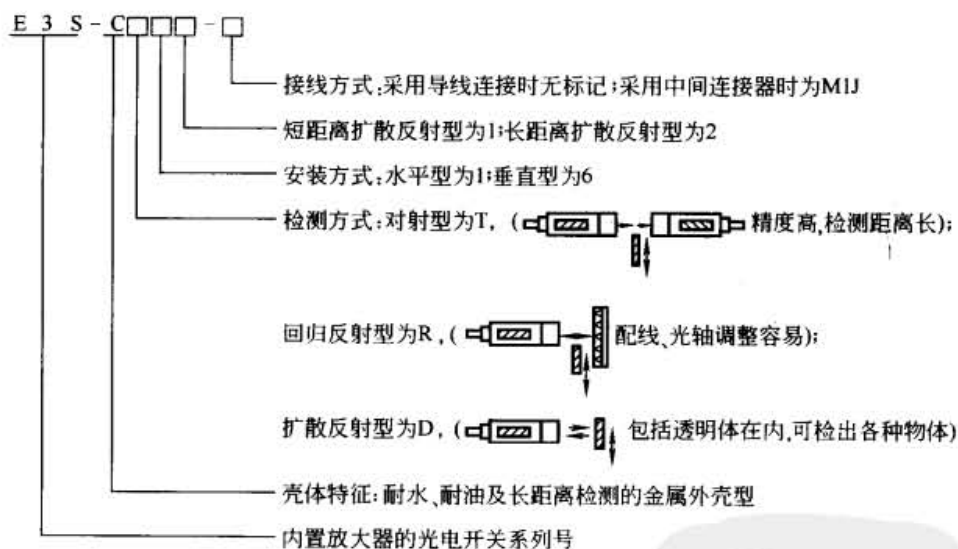 E3S-C□□□-□
接线方式:采用导线连接时无标记;采用中间连接器时为M1J
短距离扩散反射型为1;长距离扩散反射型为2
安装方式:水平型为1;垂直型为6
检测方式:对射型为T, ( 精度高,检测距离长);
回归反射型为R, ( 配线、光轴调整容易);
扩散反射型为D, ( 包括透明体在内,可检出各种物体)
壳体特征:耐水、耐油及长距离检测的金属外壳型
内置放大器的光电开关系列号